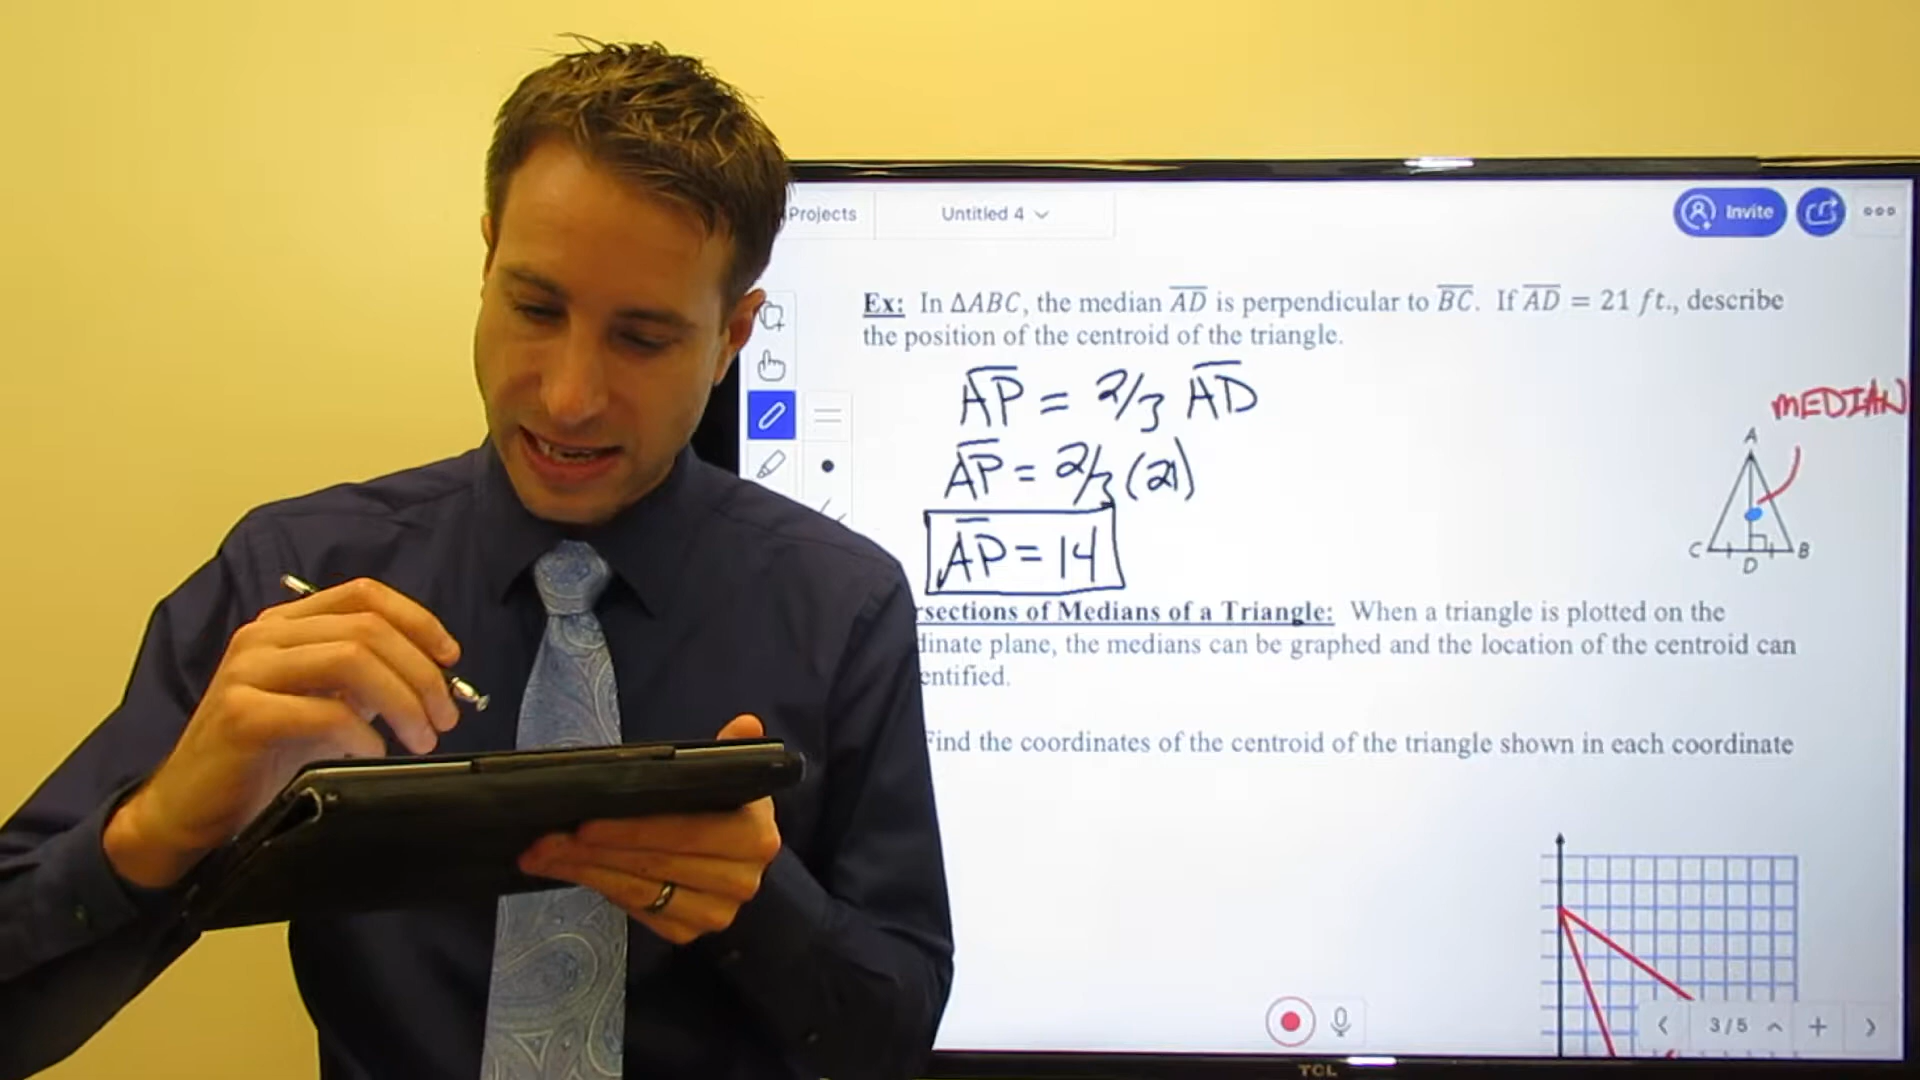 Projects
Untitled 4
Invite
Ex: In ΔABC, the median AD is perpendicular to BC. If AD = 21 ft., describe
the position of the centroid of the triangle.
AP = 2/3 AD
AP = 2/3 (21)
AP = 14
MEDIAN
A
C
D
B
rsections of Medians of a Triangle: When a triangle is plotted on the
dinate plane, the medians can be graphed and the location of the centroid can
entified.
Find the coordinates of the centroid of the triangle shown in each coordinate
3/5
TCL